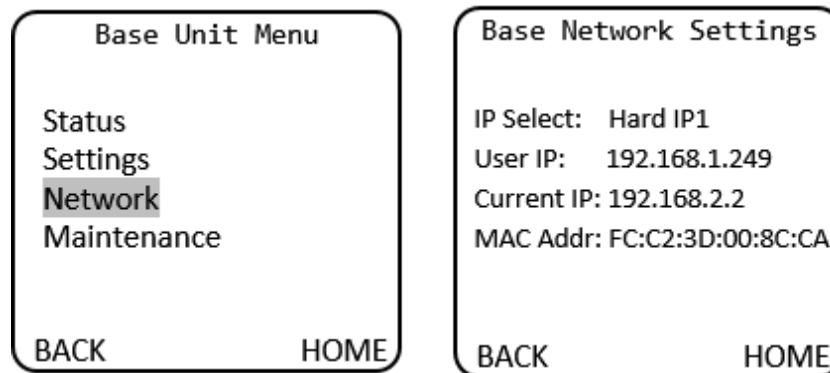 Base Unit Menu
Status
Settings
Network
Maintenance
BACK HOME
Base Network Settings
IP Select: Hard IP1
User IP: 192.168.1.249
Current IP: 192.168.2.2
MAC Addr: FC:C2:3D:00:8C:CA
BACK HOME